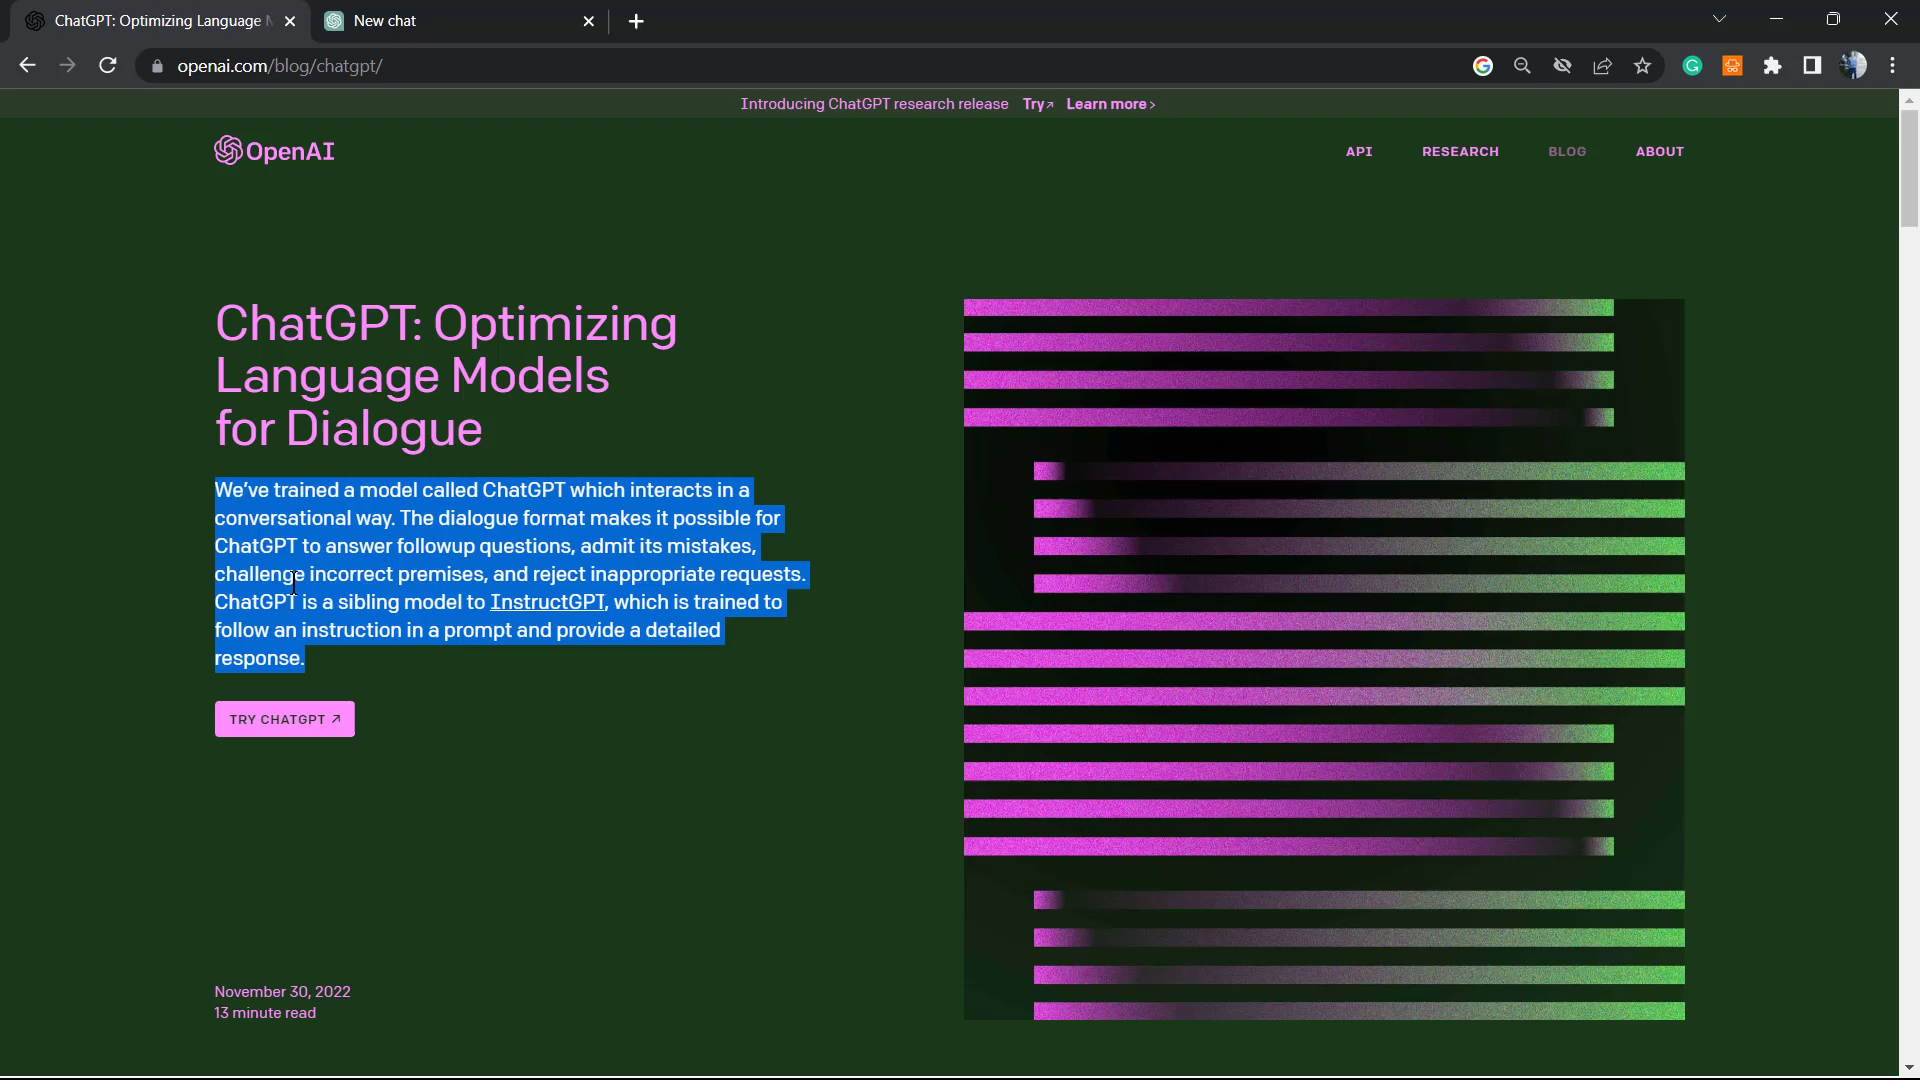 ChatGPT: Optimizing Language
New chat
openai.com/blog/chatgpt/
Introducing ChatGPT research release Try↗ Learn more›
OpenAI
API RESEARCH BLOG ABOUT
ChatGPT: Optimizing
Language Models
for Dialogue
We’ve trained a model called ChatGPT which interacts in a
conversational way. The dialogue format makes it possible for
ChatGPT to answer followup questions, admit its mistakes,
challenge incorrect premises, and reject inappropriate requests.
ChatGPT is a sibling model to InstructGPT, which is trained to
follow an instruction in a prompt and provide a detailed
response.
TRY CHATGPT ↗
November 30, 2022
13 minute read